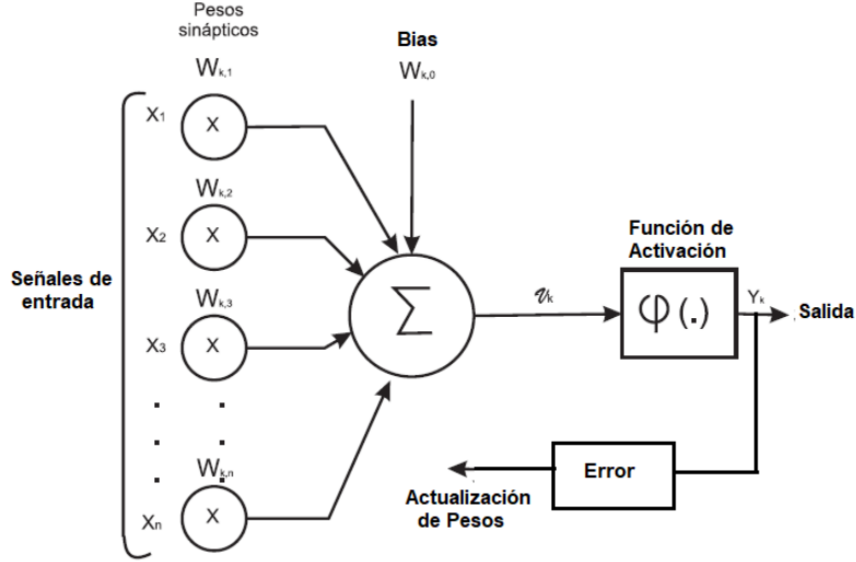 Pesos
sinápticos
Bias
Wk,1
Wk,0
X1
X
Wk,2
X2
X
Función de
Activación
Señales de
entrada
Wk,3
𝓋k
φ(.)
Yk
Salida
Σ
X3
X
Wk,n
Error
Actualización
de Pesos
Xn
X